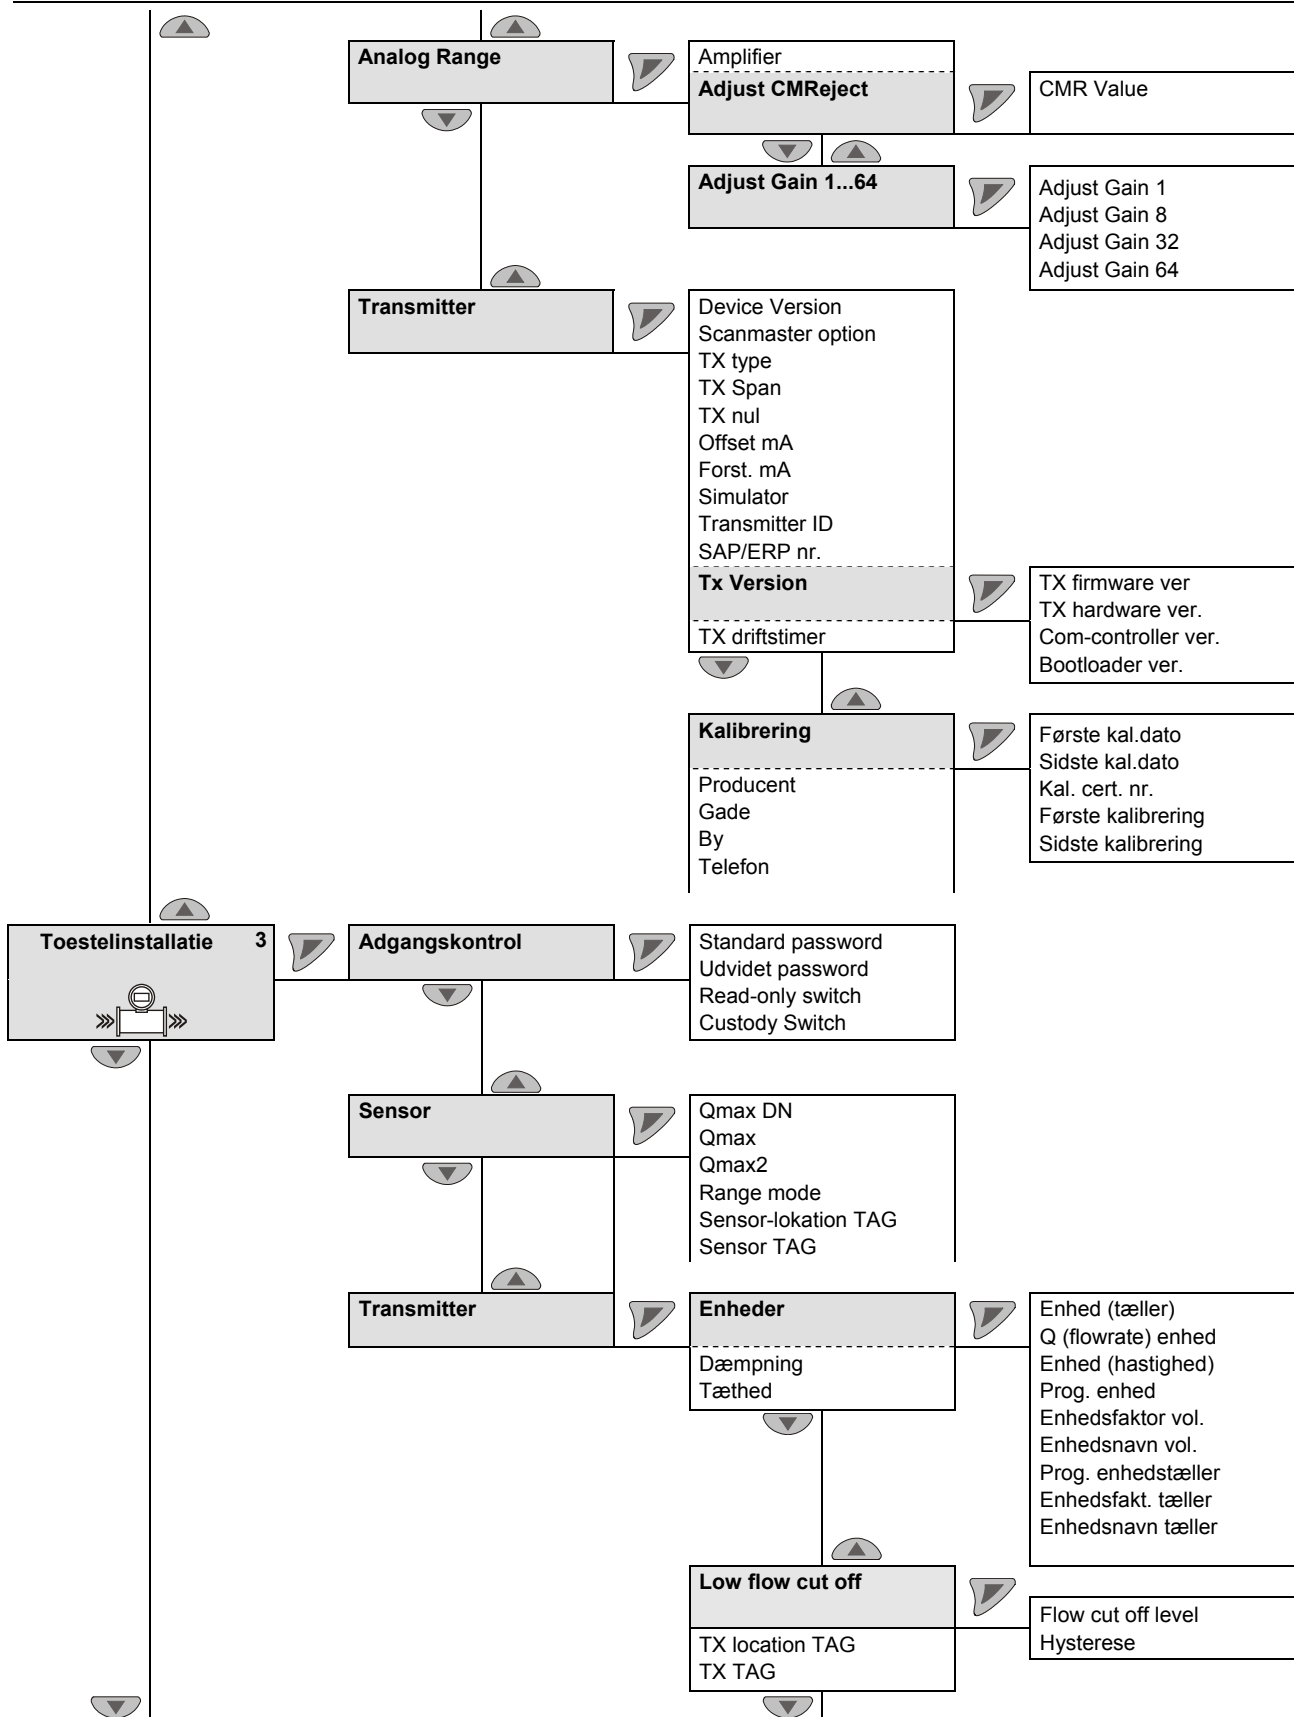 Analog Range
Amplifier
Adjust CMReject
CMR Value
Adjust Gain 1...64
Adjust Gain 1
Adjust Gain 8
Adjust Gain 32
Adjust Gain 64
Transmitter
Device Version
Scanmaster option
TX type
TX Span
TX nul
Offset mA
Forst. mA
Simulator
Transmitter ID
SAP/ERP nr.
Tx Version
TX driftstimer
TX firmware ver
TX hardware ver.
Com-controller ver.
Bootloader ver.
Kalibrering
Producent
Gade
By
Telefon
Første kal.dato
Sidste kal.dato
Kal. cert. nr.
Første kalibrering
Sidste kalibrering
Toestelinstallatie 3
Adgangskontrol
Standard password
Udvidet password
Read-only switch
Custody Switch
Sensor
Qmax DN
Qmax
Qmax2
Range mode
Sensor-lokation TAG
Sensor TAG
Transmitter
Enheder
Dæmpning
Tæthed
Enhed (tæller)
Q (flowrate) enhed
Enhed (hastighed)
Prog. enhed
Enhedsfaktor vol.
Enhedsnavn vol.
Prog. enhedstæller
Enhedsfakt. tæller
Enhedsnavn tæller
Low flow cut off
TX location TAG
TX TAG
Flow cut off level
Hysterese